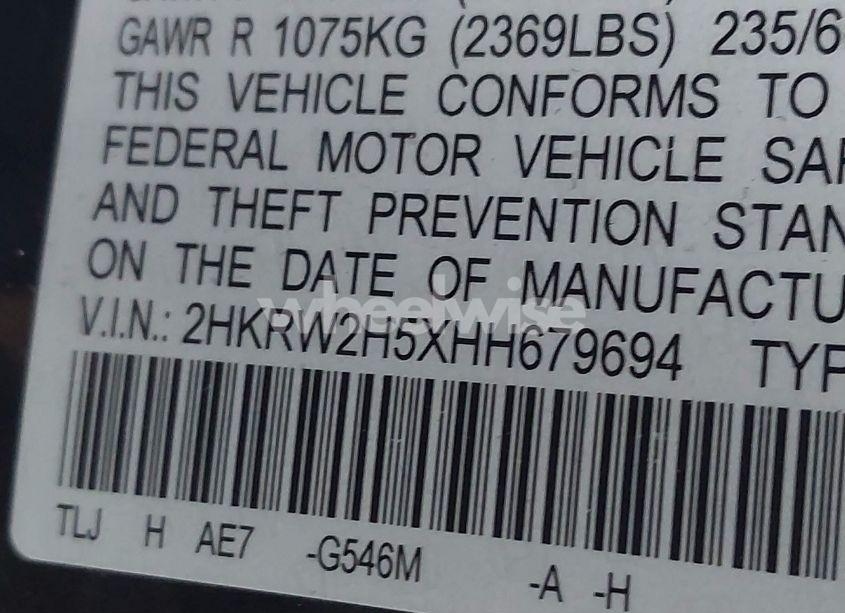 GAWR R 1075KG (2369LBS) 235/6
THIS VEHICLE CONFORMS TO
FEDERAL MOTOR VEHICLE SAF
AND THEFT PREVENTION STAN
ON THE DATE OF MANUFACTU
wheelwise
V.I.N.: 2HKRW2H5XHH679694 TYP
TLJ H AE7 -G546M -A -H